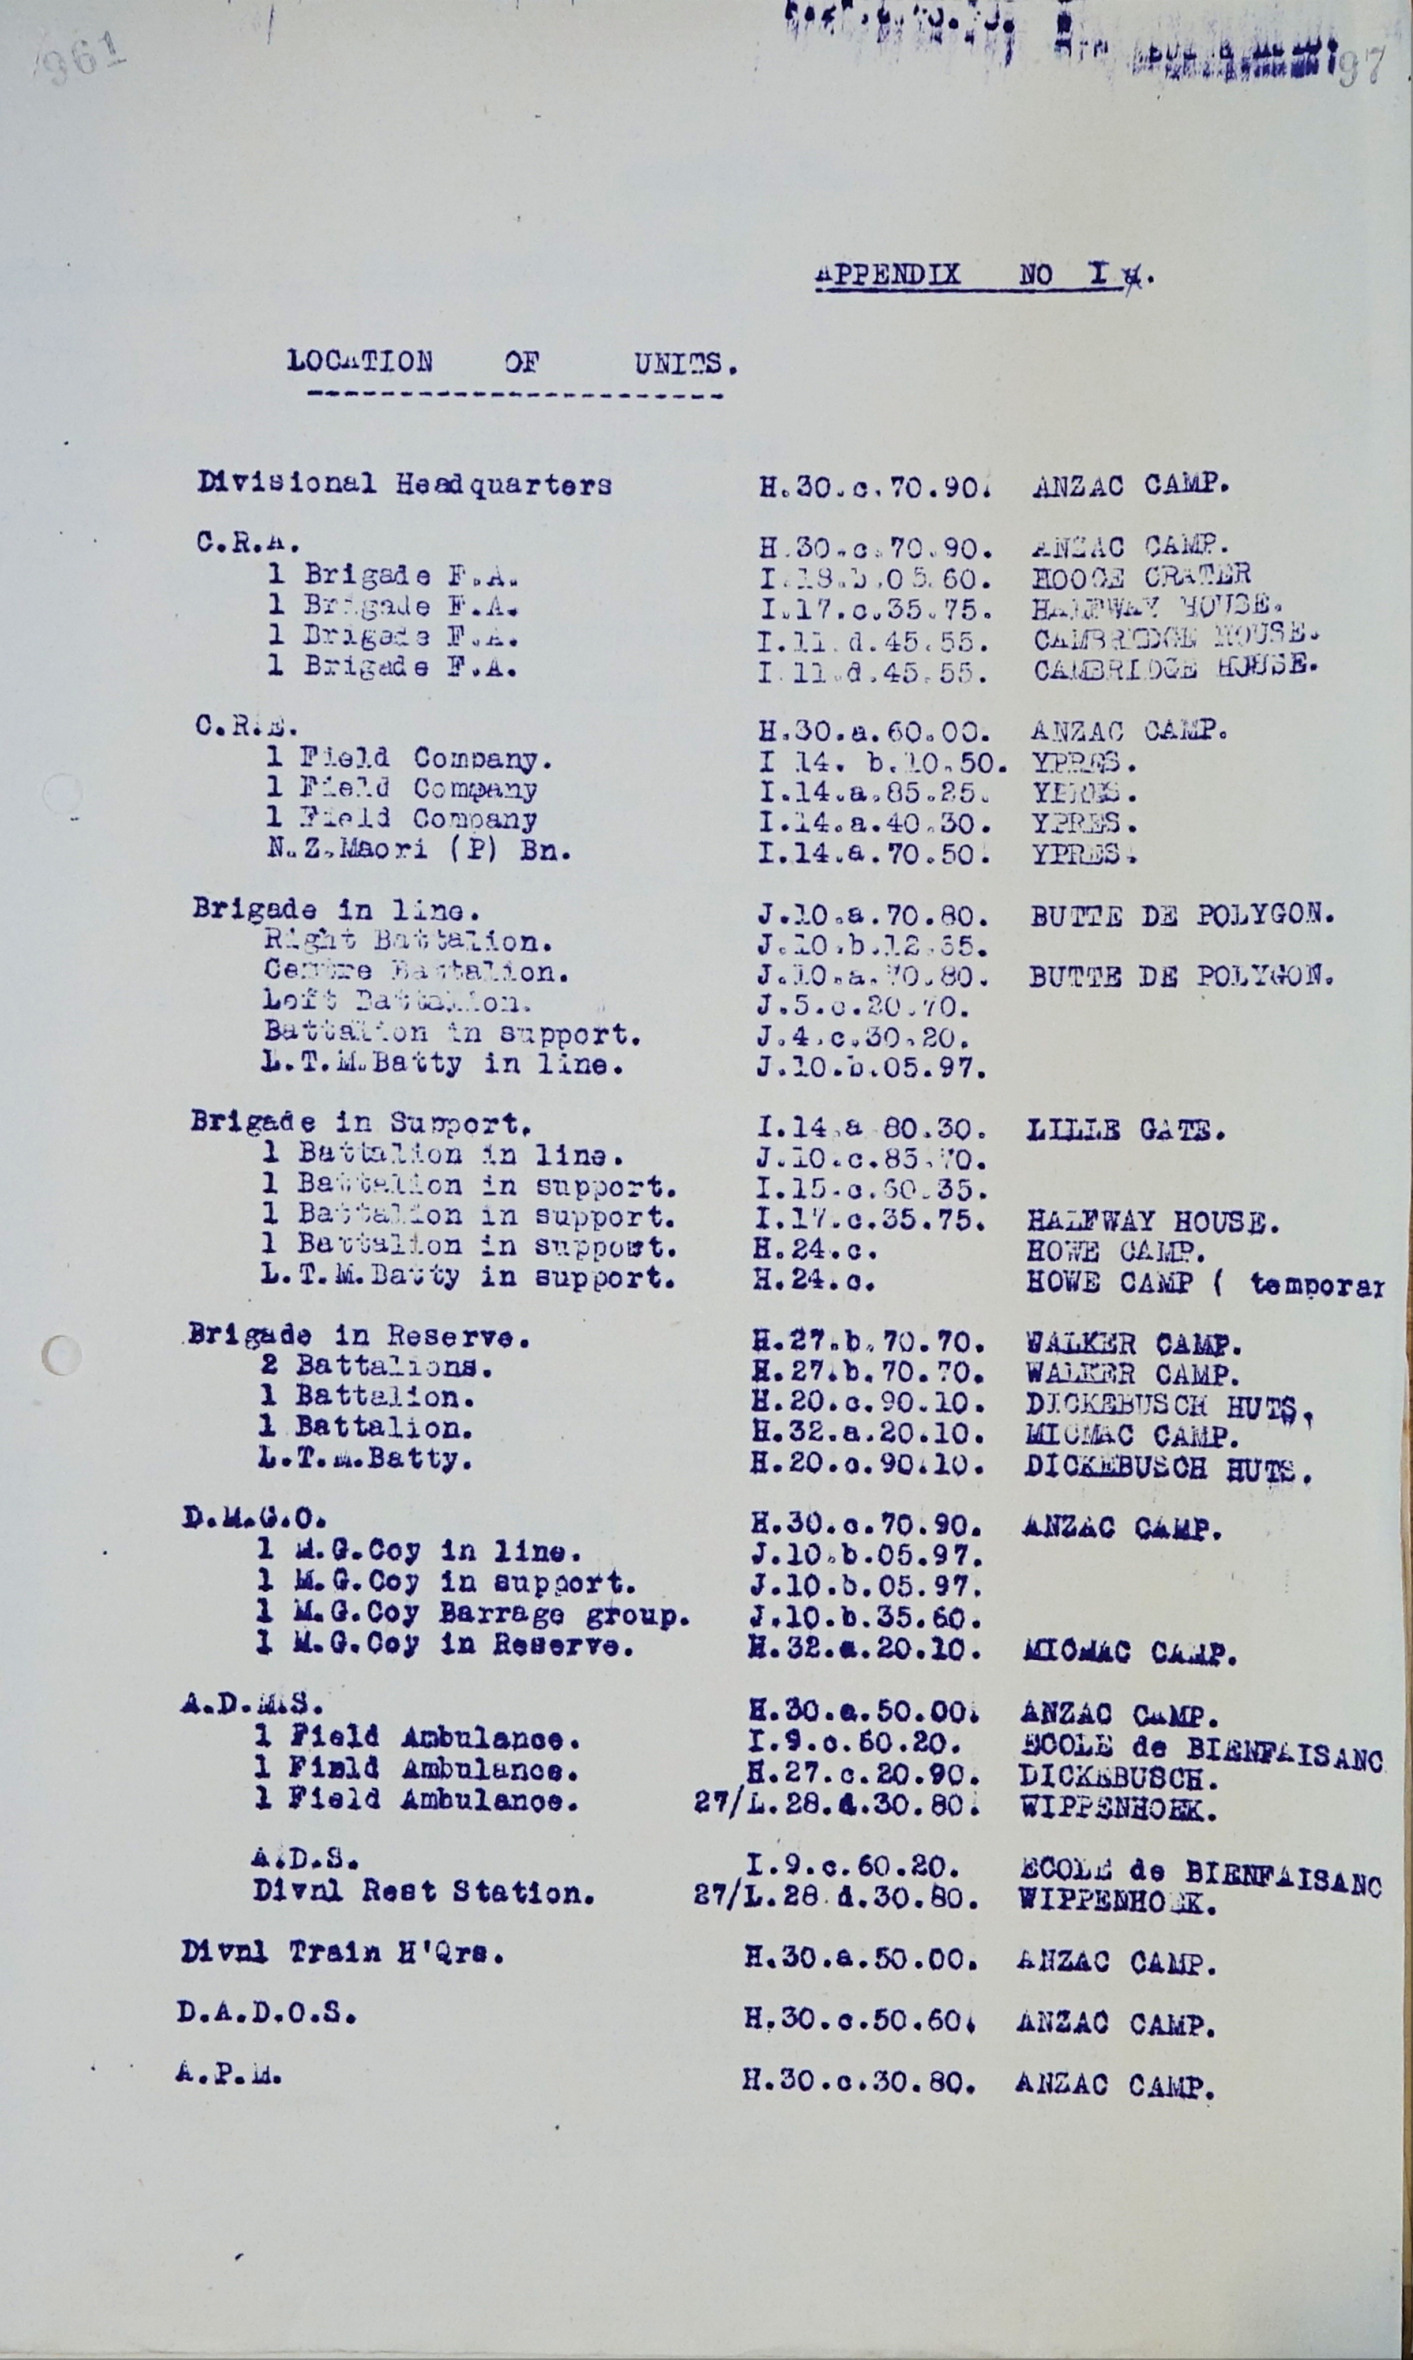 961
97
APPENDIX NO I
LOCATION OF UNITS.
-----------------------
Divisional Headquarters H.30.c.70.90. ANZAC CAMP.
C.R.A. H.30.c.70.90. ANZAC CAMP.
1 Brigade F.A. I.18.b.05.60. HOOGE CRATER
1 Brigade F.A. I.17.c.35.75. HALFWAY HOUSE.
1 Brigade F.A. I.11.d.45.55. CAMBRIDGE HOUSE.
1 Brigade F.A. I.11.d.45.55. CAMBRIDGE HOUSE.
C.R.E. H.30.a.60.00. ANZAC CAMP.
1 Field Company. I 14. b.10.50. YPRES.
1 Field Company I.14.a.85.25. YPRES.
1 Field Company I.14.a.40.30. YPRES.
N.Z.Maori (P) Bn. I.14.a.70.50. YPRES.
Brigade in line. J.10.a.70.80. BUTTE DE POLYGON.
Right Battalion. J.10.b.12.
Centre Battalion. J.10.a.70.80. BUTTE DE POLYGON.
Left Battalion. J.5.c.20.70.
Battalion in support. J.4.c.30.20.
L.T.M.Batty in line. J.10.b.05.97.
Brigade in Support. I.14.a 80.30. LILLE GATE.
1 Battalion in line. J.10.c.85.70.
1 Battalion in support. I.15.c.60.35.
1 Battalion in support. I.17.c.35.75. HALFWAY HOUSE.
1 Battalion in support. H.24.c. HOWE CAMP.
L.T.M.Batty in support. H.24.c. HOWE CAMP ( temporar
Brigade in Reserve. H.27.b.70.70. WALKER CAMP.
2 Battalions. H.27.b.70.70. WALKER CAMP.
1 Battalion. H.20.c.90.10. DICKEBUSCH HUTS.
1 Battalion. H.32.a.20.10. MICMAC CAMP.
L.T.M.Batty. H.20.c.90.10. DICKEBUSCH HUTS.
D.M.G.O. H.30.c.70.90. ANZAC CAMP.
1 M.G.Coy in line. J.10.b.05.97.
1 M.G.Coy in support. J.10.b.05.97.
1 M.G.Coy Barrage group. J.10.b.35.60.
1 M.G.Coy in Reserve. H.32.a.20.10. MICMAC CAMP.
A.D.M.S. H.30.a.50.00. ANZAC CAMP.
1 Field Ambulance. I.9.c.60.20. ECOLE de BIENFAISANC
1 Field Ambulance. H.27.c.20.90. DICKEBUSCH.
1 Field Ambulance. 27/L.28.d.30.80. WIPPENHOEK.
A.D.S. I.9.c.60.20. ECOLE de BIENFAISANC
Divnl Rest Station. 27/L.28.d.30.80. WIPPENHOEK.
Divnl Train H'Qrs. H.30.a.50.00. ANZAC CAMP.
D.A.D.O.S. H.30.c.50.60. ANZAC CAMP.
A.P.M. H.30.c.30.80. ANZAC CAMP.